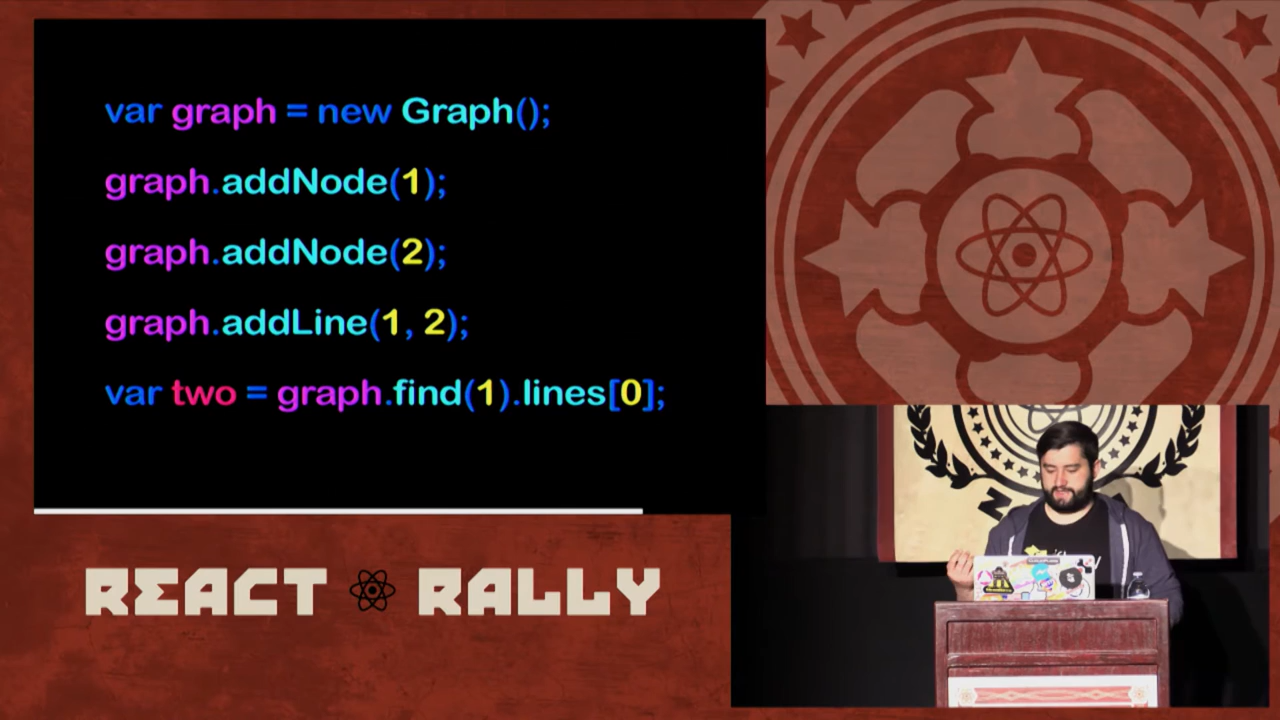 var graph = new Graph();
graph.addNode(1);
graph.addNode(2);
graph.addLine(1, 2);
var two = graph.find(1).lines[0];
REACT RALLY